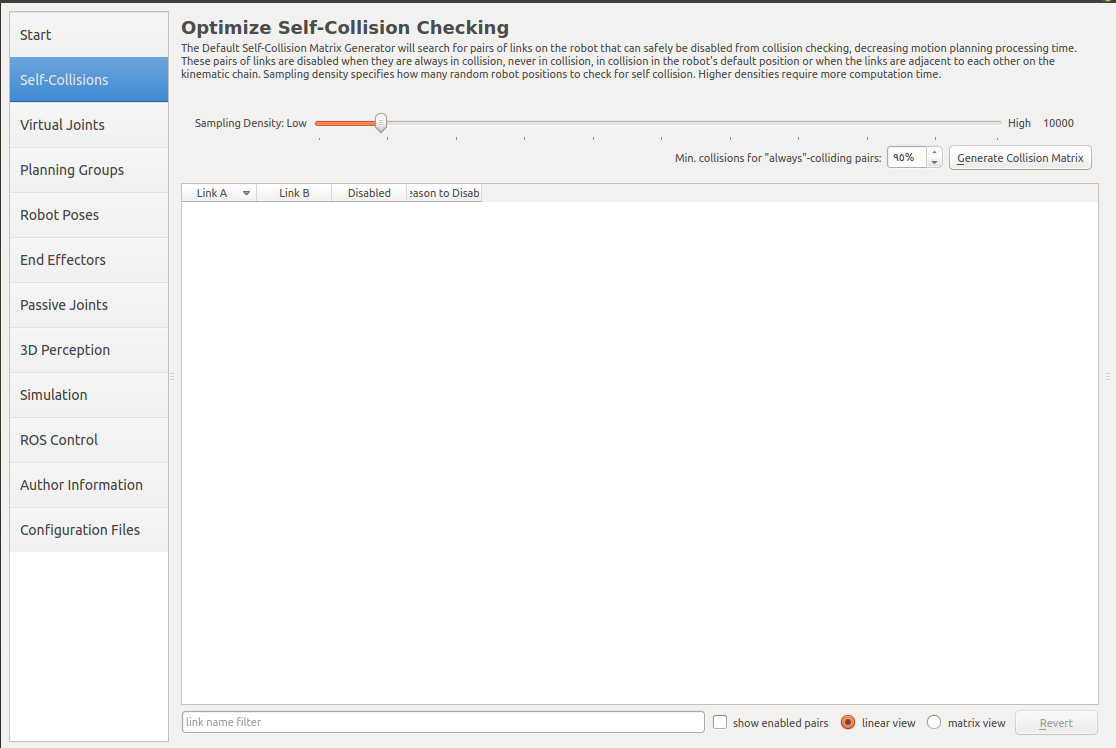 Start
Self-Collisions
Virtual Joints
Planning Groups
Robot Poses
End Effectors
Passive Joints
3D Perception
Simulation
ROS Control
Author Information
Configuration Files
Optimize Self-Collision Checking
The Default Self-Collision Matrix Generator will search for pairs of links on the robot that can safely be disabled from collision checking, decreasing motion planning processing time.
These pairs of links are disabled when they are always in collision, never in collision, in collision in the robot's default position or when the links are adjacent to each other on the
kinematic chain. Sampling density specifies how many random robot positions to check for self collision. Higher densities require more computation time.
Sampling Density: Low High 10000
Min. collisions for "always"-colliding pairs: ٩٥% Generate Collision Matrix
Link A Link B Disabled eason to Disab
link name filter show enabled pairs linear view matrix view Revert